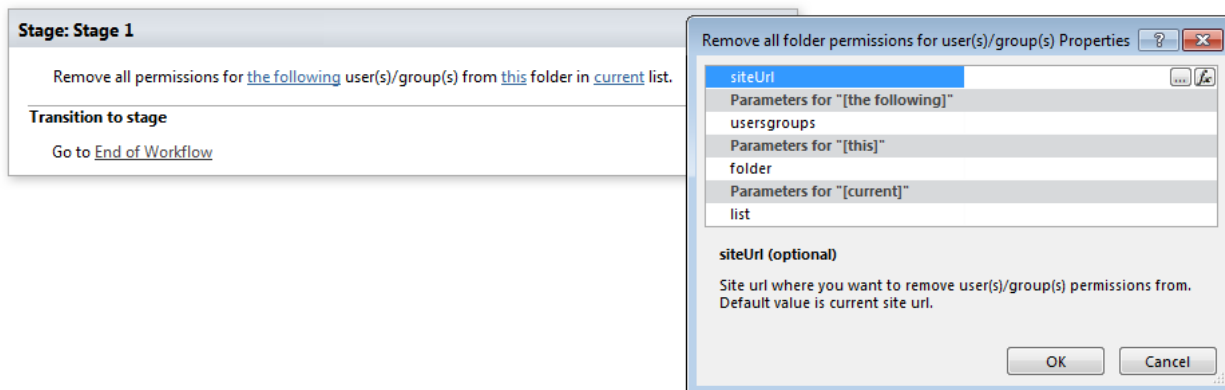 Stage: Stage 1
Remove all permissions for the following user(s)/group(s) from this folder in current list.
Transition to stage
Go to End of Workflow
Remove all folder permissions for user(s)/group(s) Properties
siteUrl
... fx
Parameters for "[the following]"
usersgroups
Parameters for "[this]"
folder
Parameters for "[current]"
list
siteUrl (optional)
Site url where you want to remove user(s)/group(s) permissions from.
Default value is current site url.
OK Cancel